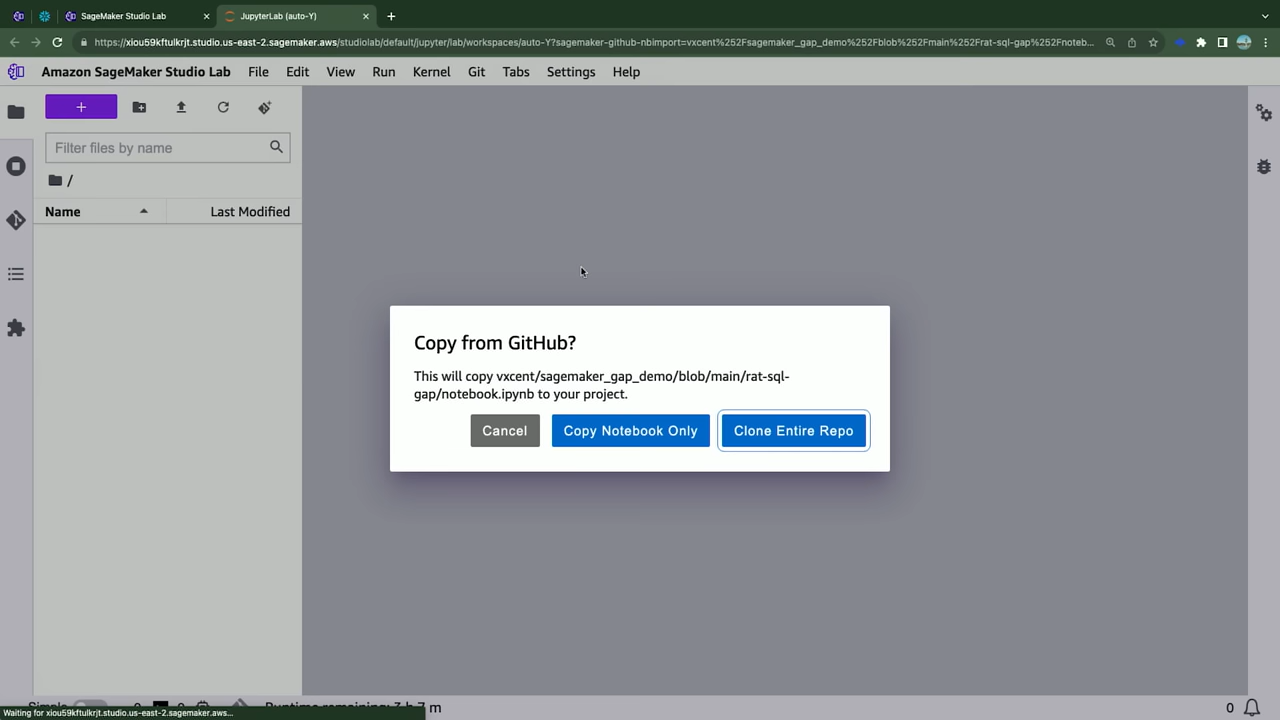 SageMaker Studio Lab
JupyterLab (auto-Y)
https://xiou59kftulkrjt.studio.us-east-2.sagemaker.aws/studiolab/default/jupyter/lab/workspaces/auto-Y?sagemaker-github-nbimport=vxcent%252Fsagemaker_gap_demo%252Fblob%252Fmain%252Frat-sql-gap%252Fnoteb...
Amazon SageMaker Studio Lab File Edit View Run Kernel Git Tabs Settings Help
+
Filter files by name
/
Name Last Modified
Copy from GitHub?
This will copy vxcent/sagemaker_gap_demo/blob/main/rat-sql-
gap/notebook.ipynb to your project.
Cancel Copy Notebook Only Clone Entire Repo
Waiting for xiou59kftulkrjt.studio.us-east-2.sagemaker.aws...
0